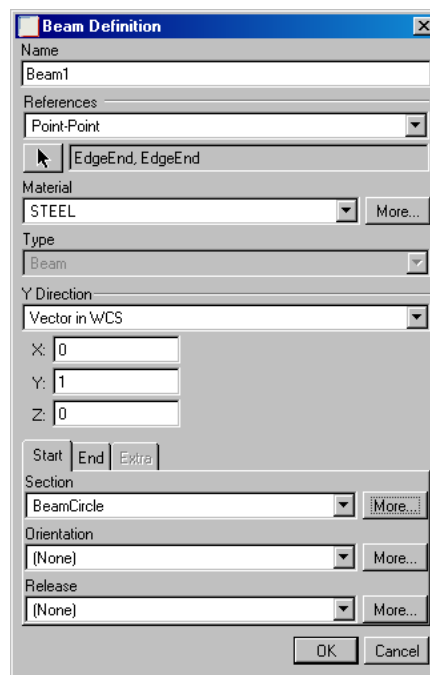 Beam Definition
Name
Beam1
References
Point-Point
EdgeEnd, EdgeEnd
Material
STEEL More...
Type
Beam
Y Direction
Vector in WCS
X: 0
Y: 1
Z: 0
Start End Extra
Section
BeamCircle More...
Orientation
(None) More...
Release
(None) More...
OK Cancel